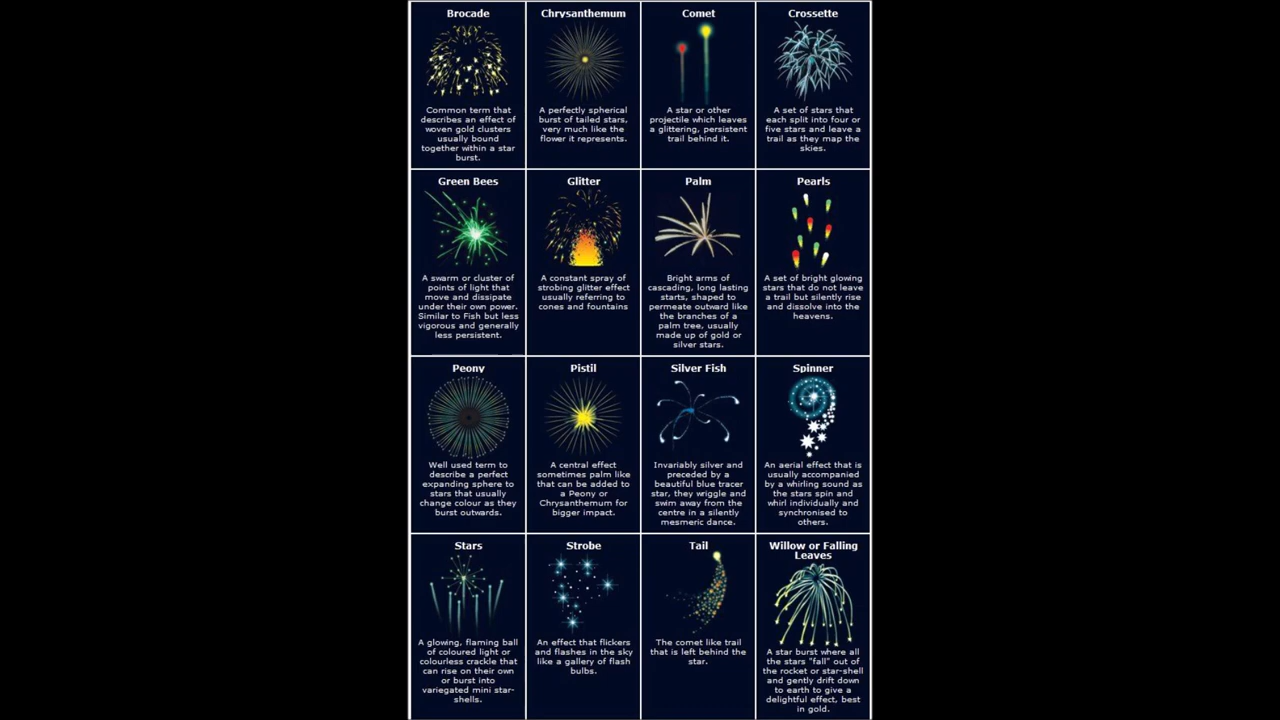 Brocade
Common term that
describes an effect of
woven gold clusters
usually bound
together within a star
burst.
Chrysanthemum
A perfectly spherical
burst of tailed stars,
very much like the
flower it represents.
Comet
A star or other
projectile which leaves
a glittering, persistent
trail behind it.
Crossette
A set of stars that
each split into four or
five stars and leave a
trail as they map the
skies.
Green Bees
A swarm or cluster of
points of light that
move and dissipate
under their own power.
Similar to Fish but less
vigorous and generally
less persistent.
Glitter
A constant spray of
strobing glitter effect
usually referring to
cones and fountains
Palm
Bright arms of
cascading, long lasting
starts, shaped to
permeate outward like
the branches of a
palm tree, usually
made up of gold or
silver stars.
Pearls
A set of bright glowing
stars that do not leave
a trail but silently rise
and dissolve into the
heavens.
Peony
Well used term to
describe a perfect
expanding sphere to
stars that usually
change colour as they
burst outwards.
Pistil
A central effect
sometimes palm like
that can be added to
a Peony or
Chrysanthemum for
bigger impact.
Silver Fish
Invariably silver and
preceded by a
beautiful blue tracer
star, they wriggle and
swim away from the
centre in a silently
mesmeric dance.
Spinner
An aerial effect that is
usually accompanied
by a whirling sound as
the stars spin and
whirl individually and
synchronised to
others.
Stars
A glowing, flaming ball
of coloured light or
colourless crackle that
can rise on their own
or burst into
variegated mini star-
shells.
Strobe
An effect that flickers
and flashes in the sky
like a gallery of flash
bulbs.
Tail
The comet like trail
that is left behind the
star.
Willow or Falling
Leaves
A star burst where all
the stars "fall" out of
the rocket or star-shell
and gently drift down
to earth to give a
delightful effect, best
in gold.